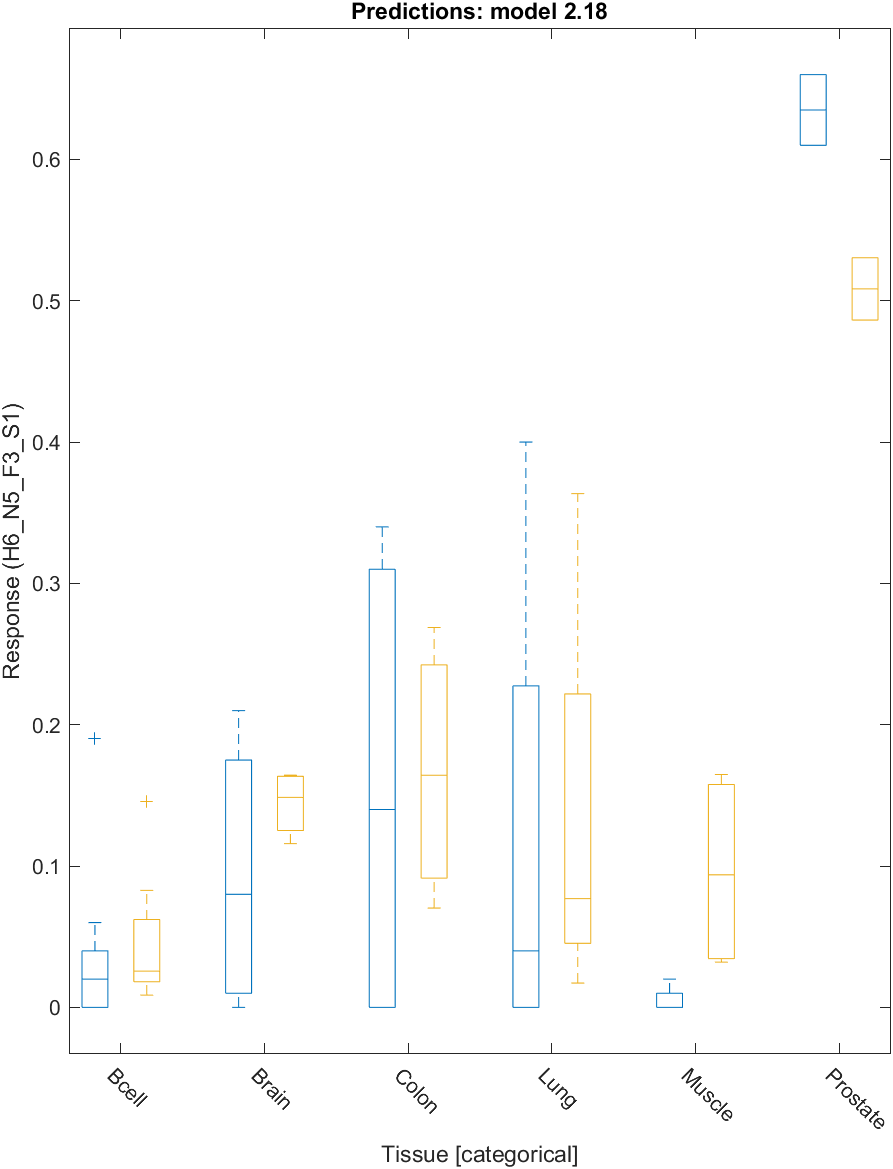 Predictions: model 2.18
0.6
0.5
0.4
0.3
0.2
0.1
0
Response (H6_N5_F3_S1)
Bcell
Brain
Colon
Lung
Muscle
Prostate
Tissue [categorical]